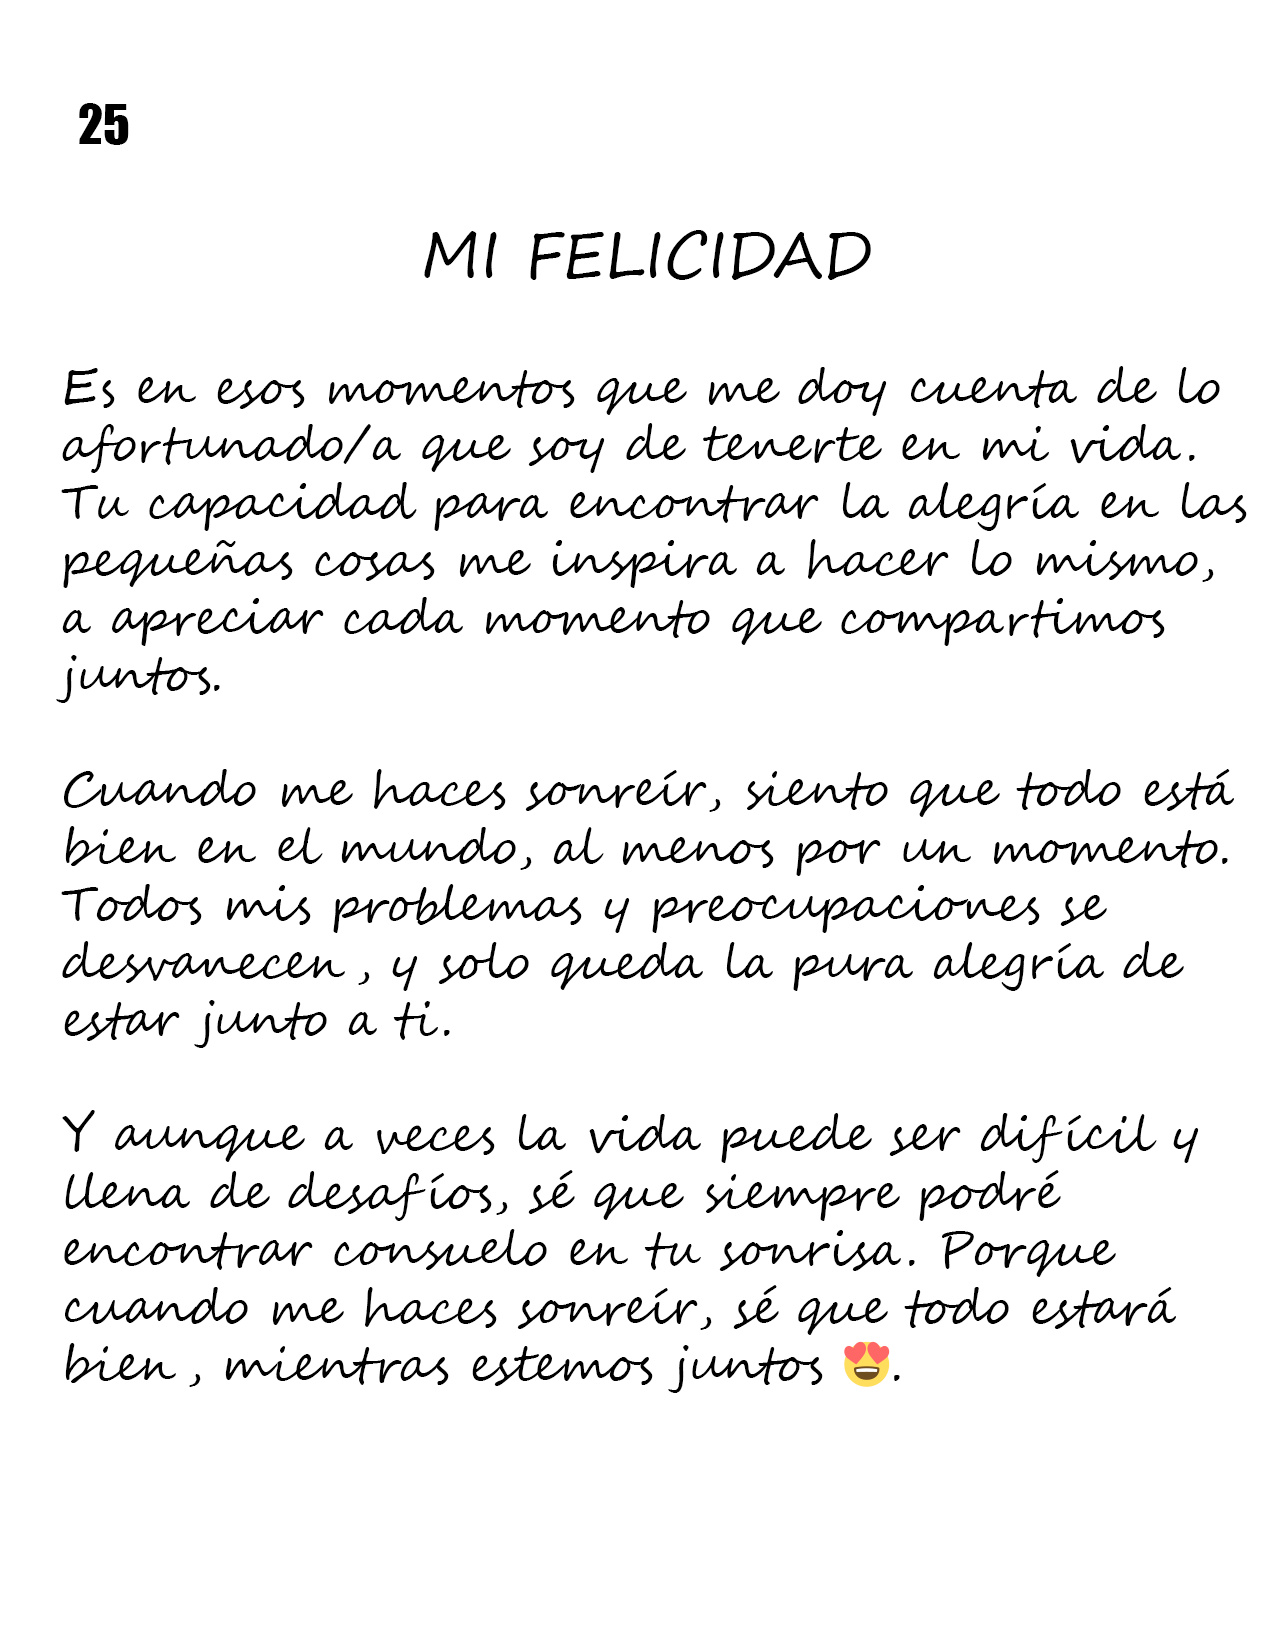 25
MI FELICIDAD
Es en esos momentos que me doy cuenta de lo
afortunado/a que soy de tenerte en mi vida.
Tu capacidad para encontrar la alegría en las
pequeñas cosas me inspira a hacer lo mismo,
a apreciar cada momento que compartimos
juntos.
Cuando me haces sonreír, siento que todo está
bien en el mundo, al menos por un momento.
Todos mis problemas y preocupaciones se
desvanecen, y solo queda la pura alegría de
estar junto a ti.
Y aunque a veces la vida puede ser difícil y
llena de desafíos, sé que siempre podré
encontrar consuelo en tu sonrisa. Porque
cuando me haces sonreír, sé que todo estará
bien, mientras estemos juntos 😍.